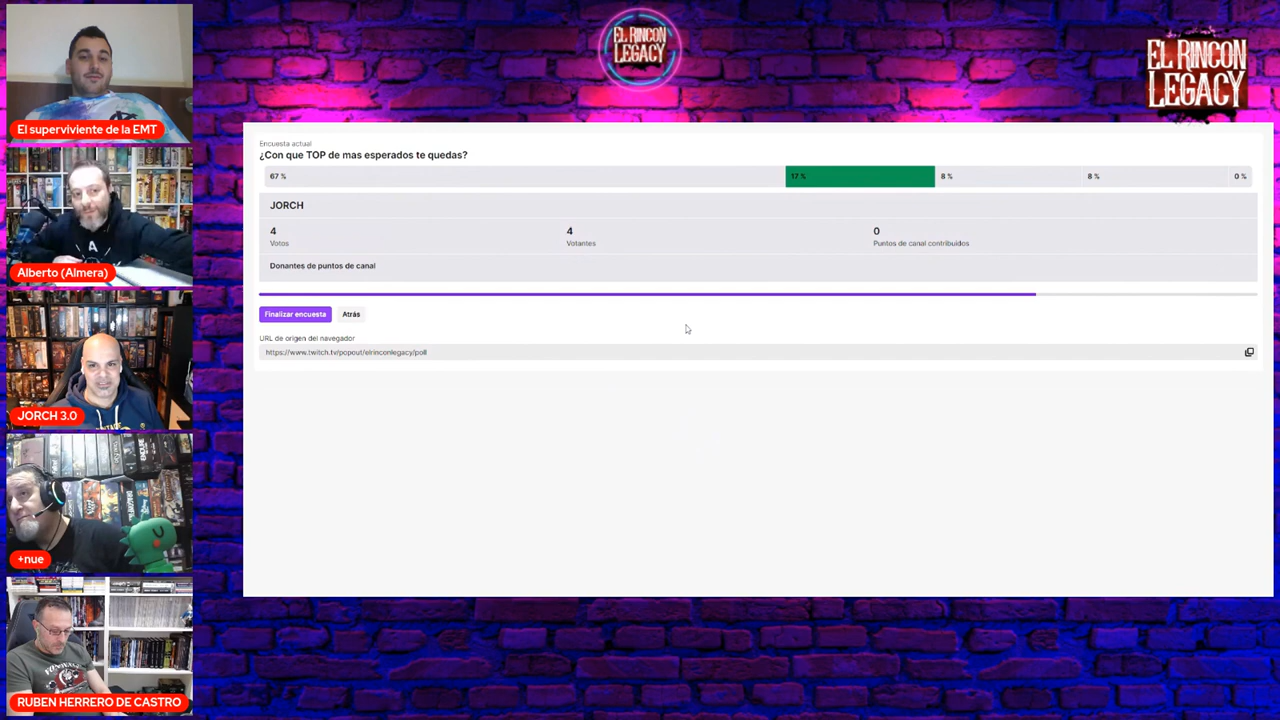 EL RINCON
LEGACY
EL RINCON
LEGACY
El superviviente de la EMT
Alberto (Almera)
JORCH 3.0
+nue
RUBEN HERRERO DE CASTRO
Encuesta actual
¿Con que TOP de mas esperados te quedas?
67 % 17 % 8 % 8 % 0 %
JORCH
4 4 0
Votos Votantes Puntos de canal contribuidos
Donantes de puntos de canal
Finalizar encuesta Atrás
URL de origen del navegador
https://www.twitch.tv/popout/elrinconlegacy/poll